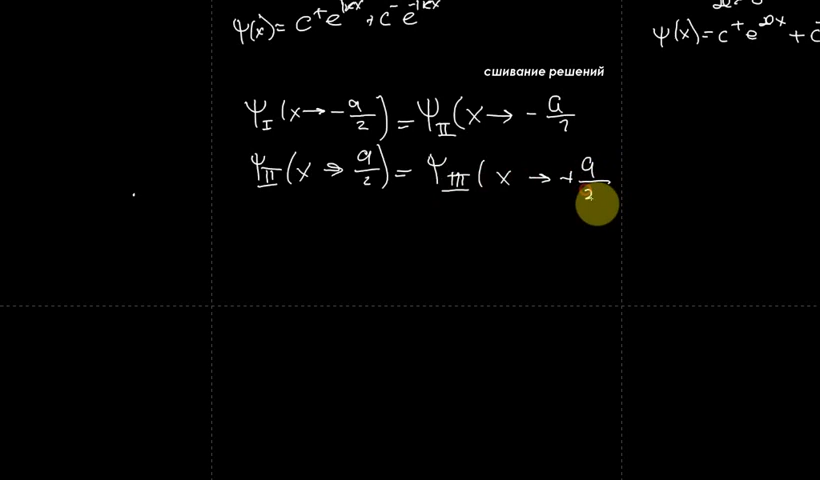 ψ(x)= C⁺e^ikx + C⁻ e^-ikx
ψ(x)= C⁺e^æx + C⁻
сшивание решений
Ψ_I (x → -a/2) = Ψ_II (x → - a/2
Ψ_II (x → a/2) = Ψ_III ( x → + a/2